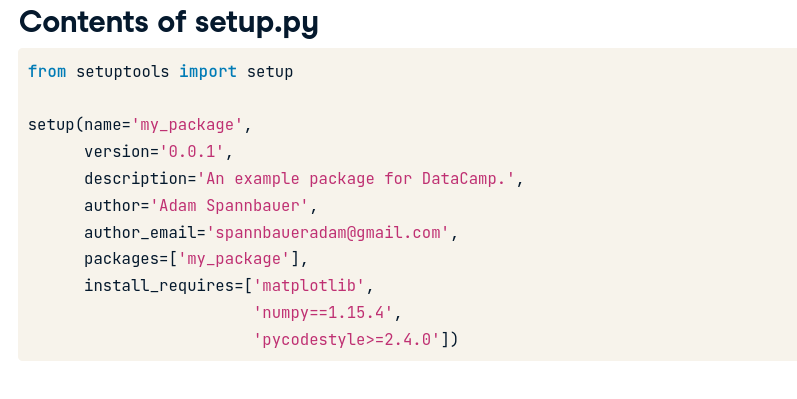 Contents of setup.py
from setuptools import setup
setup(name='my_package',
version='0.0.1',
description='An example package for DataCamp.',
author='Adam Spannbauer',
author_email='spannbaueradam@gmail.com',
packages=['my_package'],
install_requires=['matplotlib',
'numpy==1.15.4',
'pycodestyle>=2.4.0'])